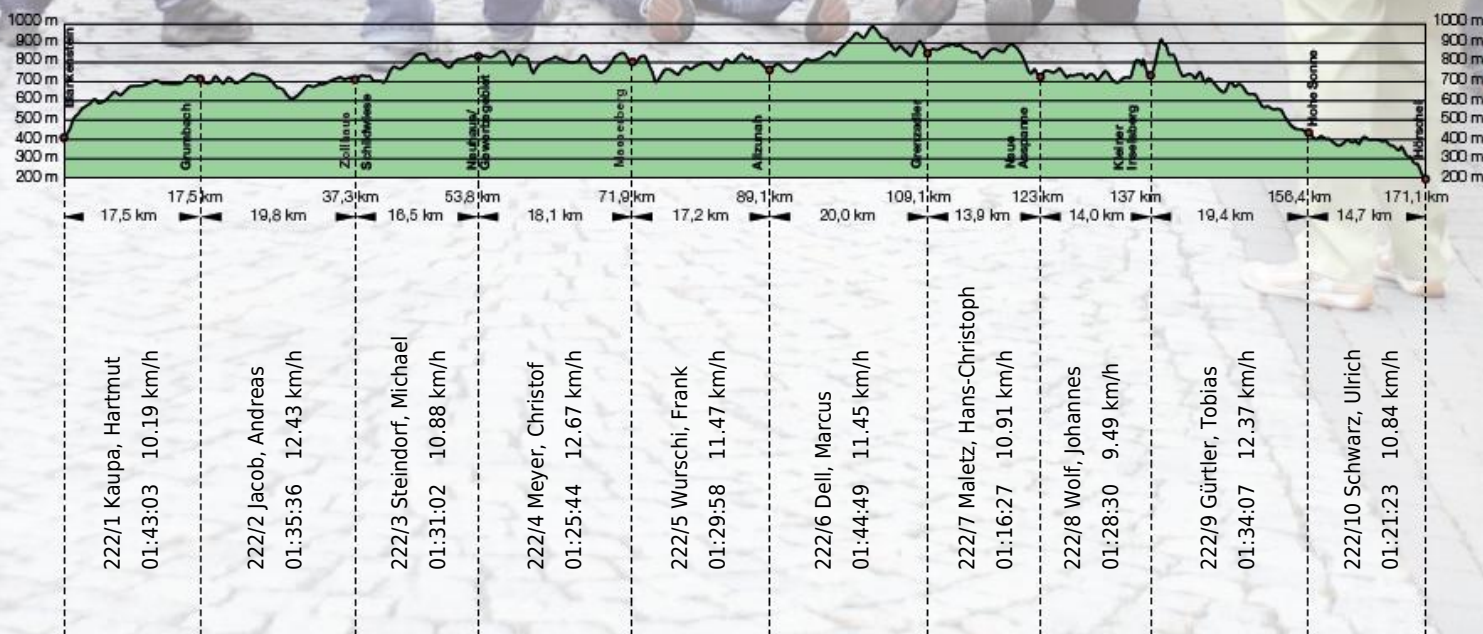 1000 m
900 m
800 m
700 m
600 m
500 m
400 m
300 m
200 m
1000 m
900 m
800 m
700 m
600 m
500 m
400 m
300 m
200 m
Blankenstein
Grumbach
Zollhaus
Schildwiese
Neuhaus/
Masserberg
Allzunah
Grenzadler
Neue
Ausspanne
Kleiner
Inselsberg
Hohe Sonne
Hörschel
17,5 km
37,3 km
53,8 km
71,9 km
89,1 km
109,1 km
123 km
137 km
156,4 km
171,1 km
17,5 km
19,8 km
16,5 km
18,1 km
17,2 km
20,0 km
13,9 km
14,0 km
19,4 km
14,7 km
222/1 Kaupa, Hartmut
01:43:03 10.19 km/h
222/2 Jacob, Andreas
01:35:36 12.43 km/h
222/3 Steindorf, Michael
01:31:02 10.88 km/h
222/4 Meyer, Christof
01:25:44 12.67 km/h
222/5 Wurschi, Frank
01:29:58 11.47 km/h
222/6 Dell, Marcus
01:44:49 11.45 km/h
222/7 Maletz, Hans-Christoph
01:16:27 10.91 km/h
222/8 Wolf, Johannes
01:28:30 9.49 km/h
222/9 Gürtler, Tobias
01:34:07 12.37 km/h
222/10 Schwarz, Ulrich
01:21:23 10.84 km/h